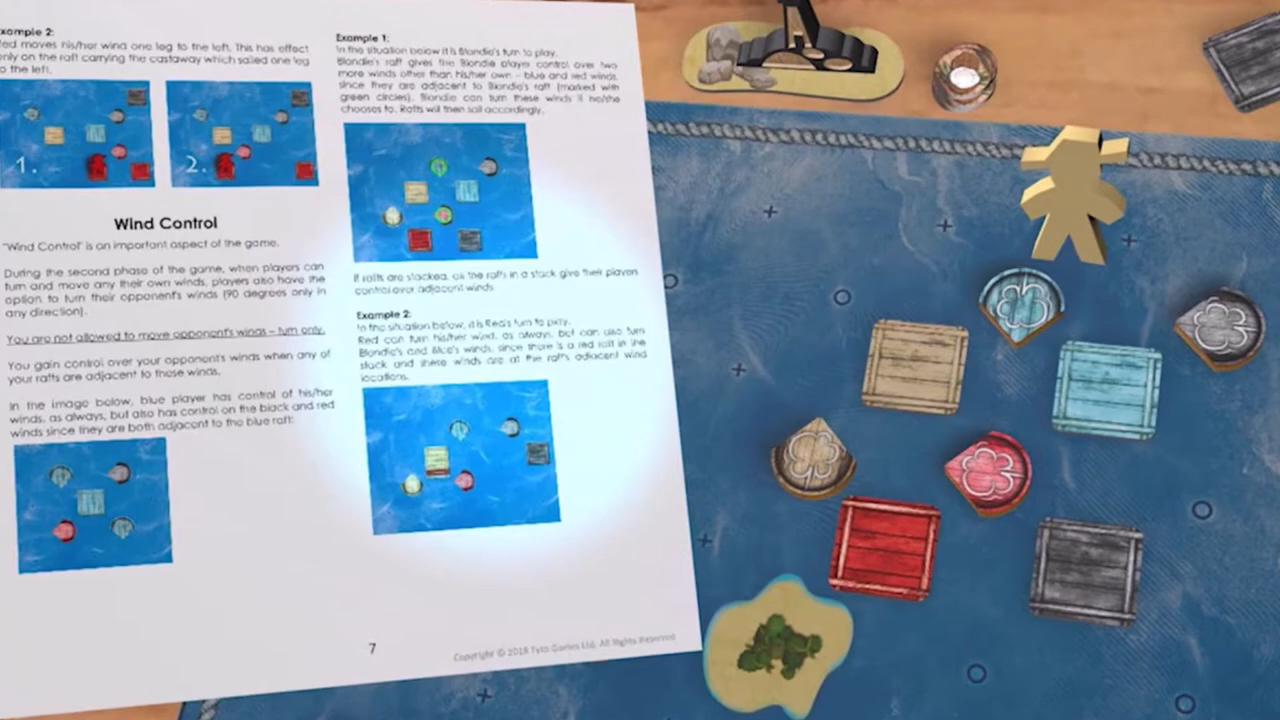 Example 2:
Red moves his/her wind one leg to the left. This has effect
only on the raft carrying the castaway which sailed one leg
to the left.
1.
2.
Wind Control
"Wind Control" is an important aspect of the game.
During the second phase of the game, when players can
turn and move any their own winds, players also have the
option to turn their opponent's winds (90 degrees only in
any direction).
You are not allowed to move opponent's winds – turn only.
You gain control over your opponent's winds when any of
your rafts are adjacent to those winds.
In the image below, blue player has control of his/her
winds, as always, but also has control on the black and red
winds since they are both adjacent to the blue raft:
Example 1:
In the situation below it is Blondie's turn to play.
Blondie's raft gives the Blondie player control over two
more winds other than his/her own – blue and red winds,
since they are adjacent to Blondie's raft (marked with
green circles). Blondie can turn these winds if he/she
chooses to. Rafts will then sail accordingly.
If rafts are stacked, all the rafts in a stack give their players
control over adjacent winds.
Example 2:
In the situation below, it is Red's turn to play.
Red can turn his/her wind, as always, but can also turn
Blondie's and Blue's winds, since there is a red raft in the
stack and these winds are at the raft's adjacent wind
locations.
7
Copyright © 2018 Tyto Games Ltd. All Rights Reserved